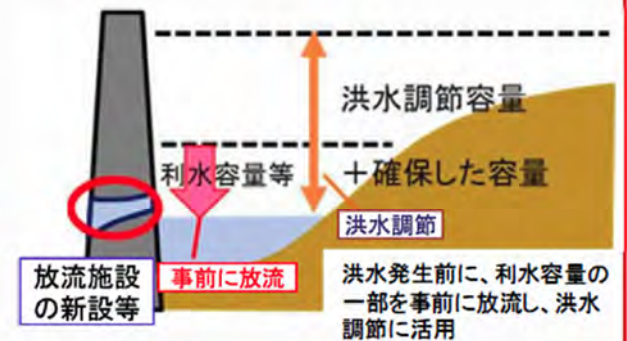 洪水調節容量
利水容量等
＋確保した容量
洪水調節
放流施設
の新設等
事前に放流
洪水発生前に、利水容量の
一部を事前に放流し、洪水
調節に活用